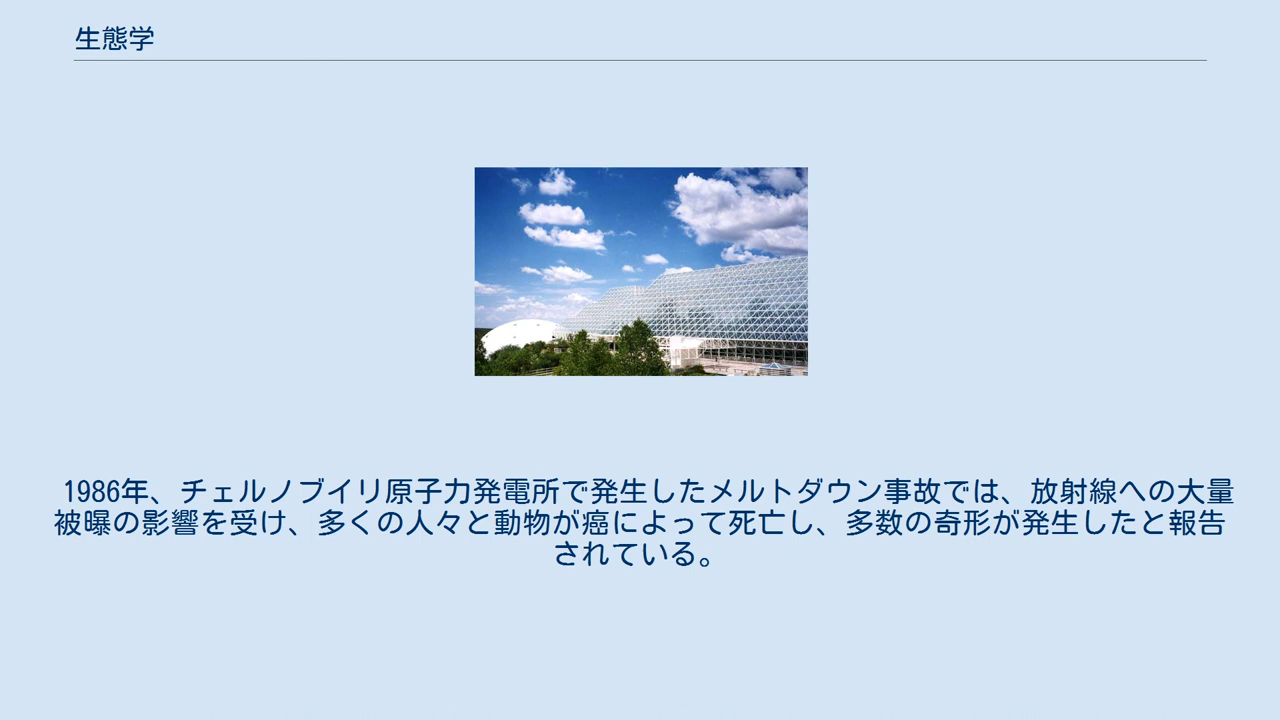 生態学
1986年、チェルノブイリ原子力発電所で発生したメルトダウン事故では、放射線への大量
被曝の影響を受け、多くの人々と動物が癌によって死亡し、多数の奇形が発生したと報告
されている。